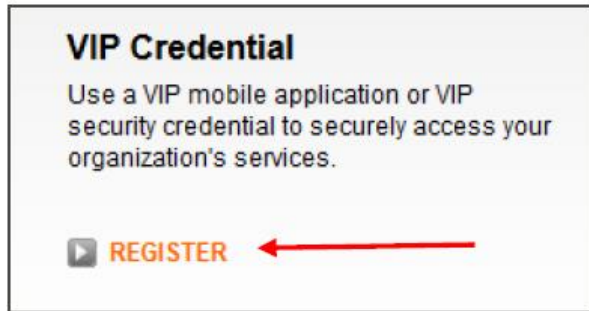 VIP Credential
Use a VIP mobile application or VIP
security credential to securely access your
organization's services.
REGISTER